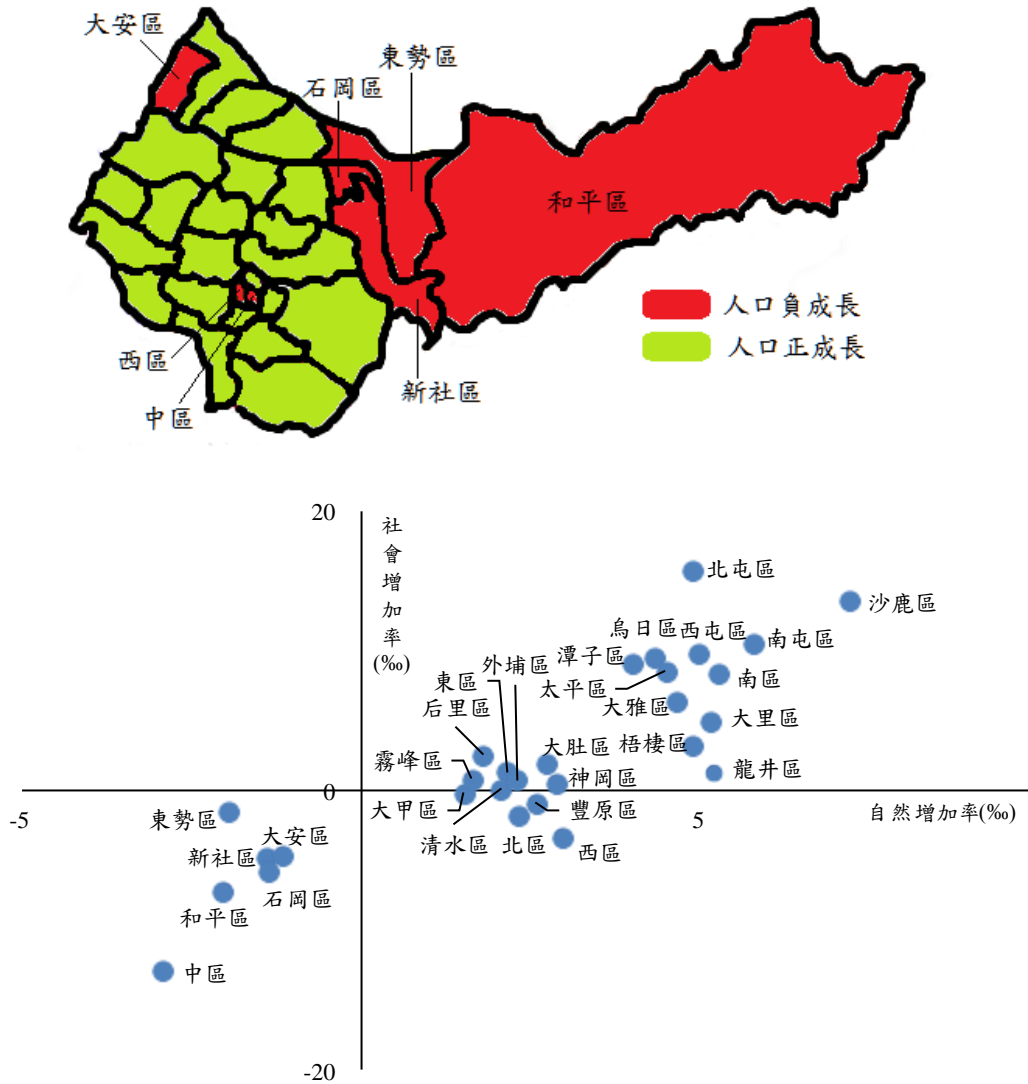 大安區
東勢區
石岡區
和平區
人口負成長
人口正成長
西區
中區
新社區
20
社會增加率(‰)
北屯區
沙鹿區
烏日區
西屯區
南屯區
潭子區
外埔區
東區
太平區
南區
后里區
大雅區
大里區
大肚區
梧棲區
霧峰區
神岡區
龍井區
-5
0
5
自然增加率(‰)
大甲區
豐原區
東勢區
清水區
北區
西區
大安區
新社區
石岡區
和平區
中區
-20